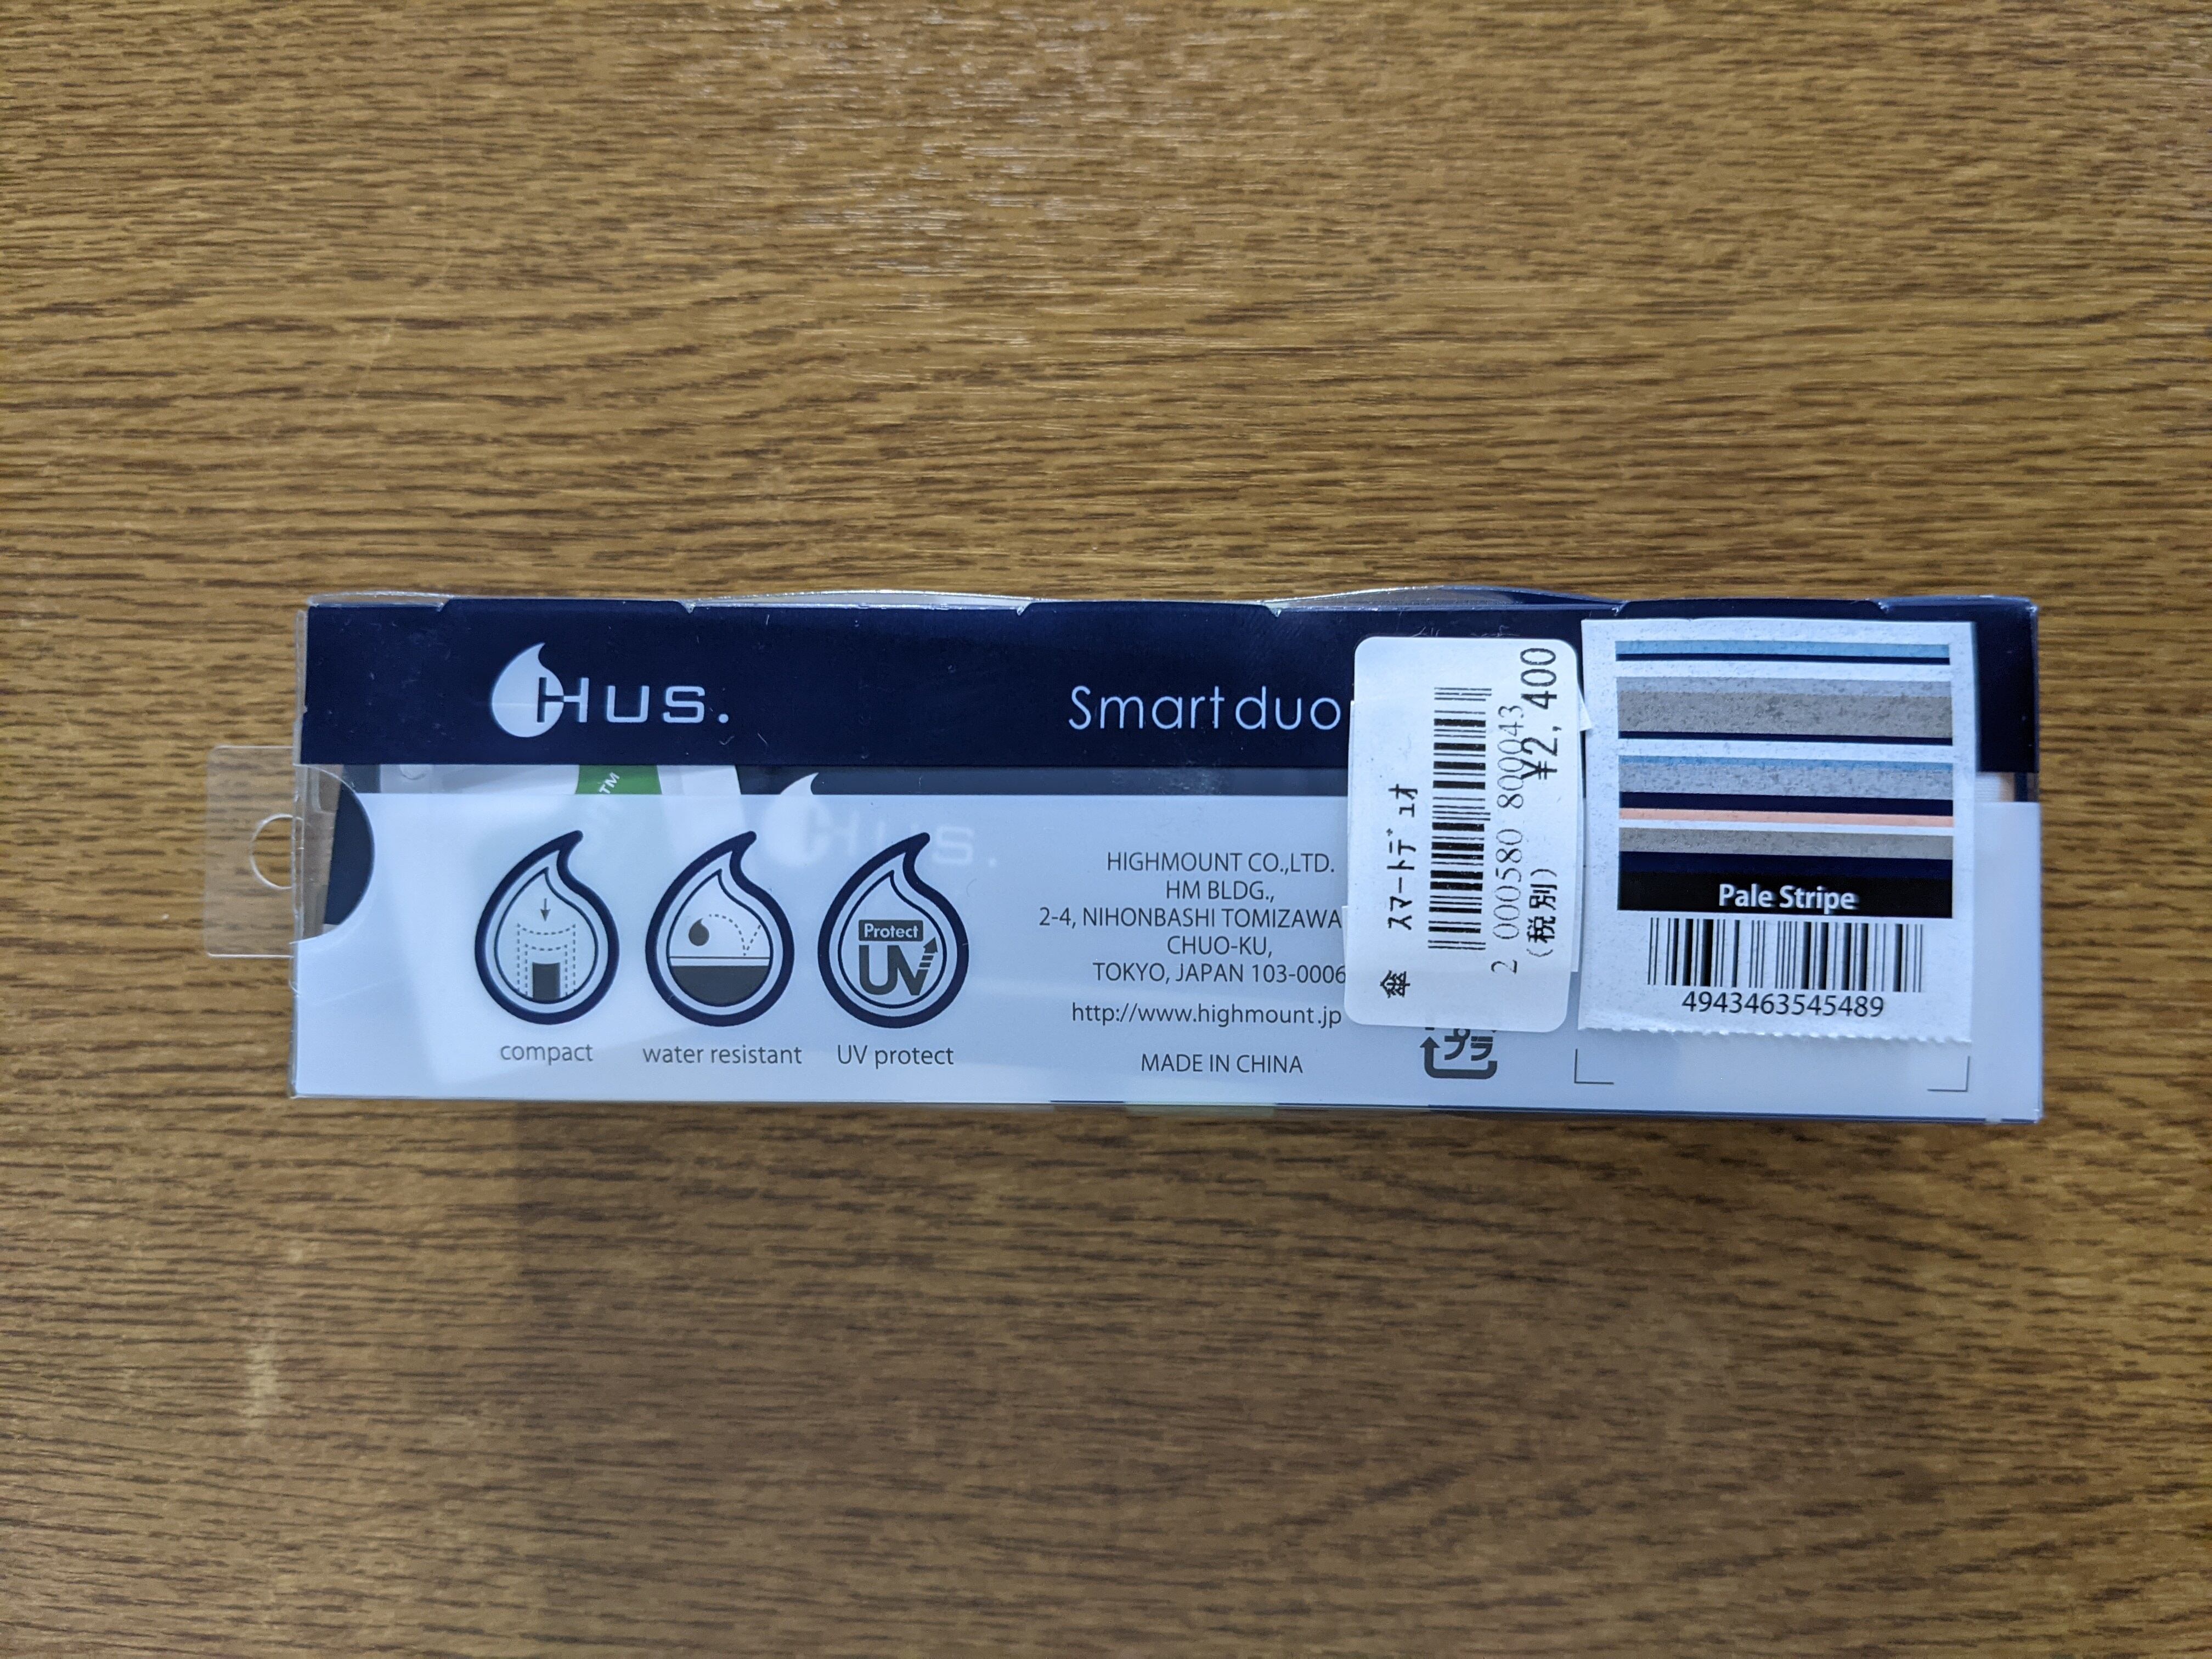 Hus.
Smart duo
TM
Hus.
Protect
UV
compact
water resistant
UV protect
HIGHMOUNT CO.,LTD.
HM BLDG.,
2-4, NIHONBASHI TOMIZAWA
CHUO-KU,
TOKYO, JAPAN 103-0006
http://www.highmount.jp
MADE IN CHINA
プラ
傘 スマートデュオ
2 000580 800043
¥2,400
(税別)
Pale Stripe
4943463545489